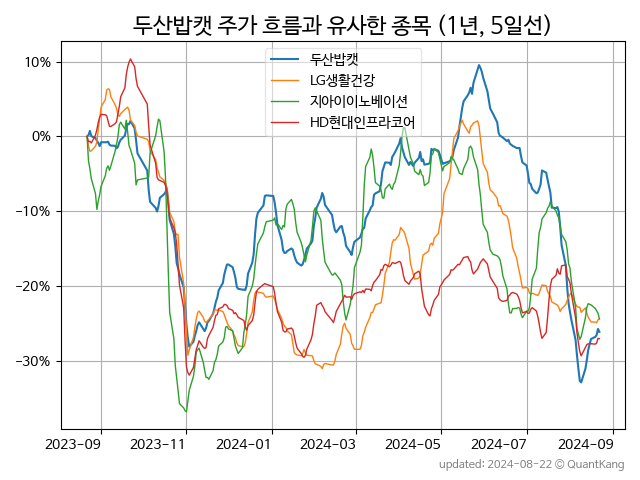 두산밥캣 주가 흐름과 유사한 종목 (1년, 5일선)
두산밥캣
LG생활건강
지아이이노베이션
HD현대인프라코어
10%
0%
−10%
−20%
−30%
2023-09 2023-11 2024-01 2024-03 2024-05 2024-07 2024-09
updated: 2024-08-22 © QuantKang